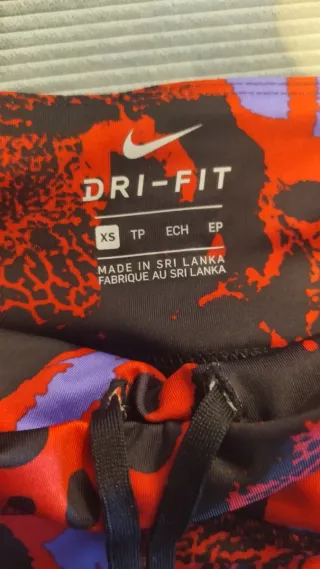 DRI-FIT
XS TP ECH EP
MADE IN SRI LANKA
FABRIQUE AU SRI LANKA